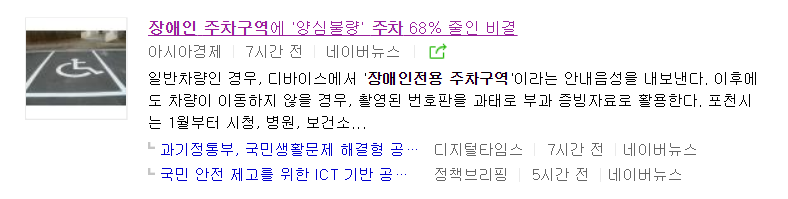 장애인 주차구역에 '양심불량' 주차 68% 줄인 비결
아시아경제 | 7시간 전 | 네이버뉴스 |
일반차량인 경우, 디바이스에서 '장애인전용 주차구역'이라는 안내음성을 내보낸다. 이후에
도 차량이 이동하지 않을 경우, 촬영된 번호판을 과태로 부과 증빙자료로 활용한다. 포천시
는 1월부터 시청, 병원, 보건소...
과기정통부, 국민생활문제 해결형 공… 디지털타임스 | 7시간 전 | 네이버뉴스
국민 안전 제고를 위한 ICT 기반 공… 정책브리핑 | 5시간 전 | 네이버뉴스